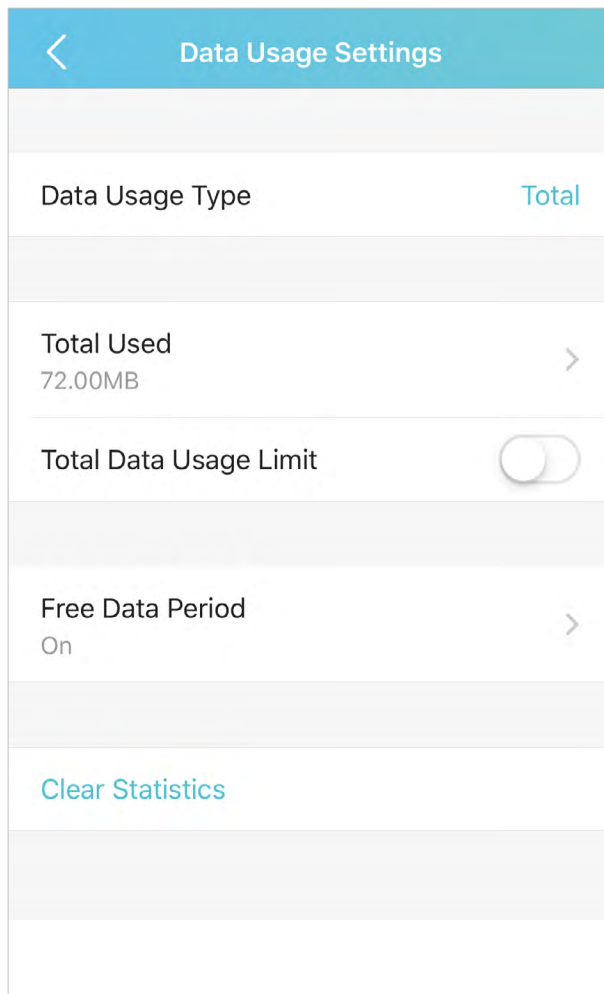 Data Usage Settings
Data Usage Type
Total
Total Used
72.00MB
Total Data Usage Limit
Free Data Period
On
Clear Statistics